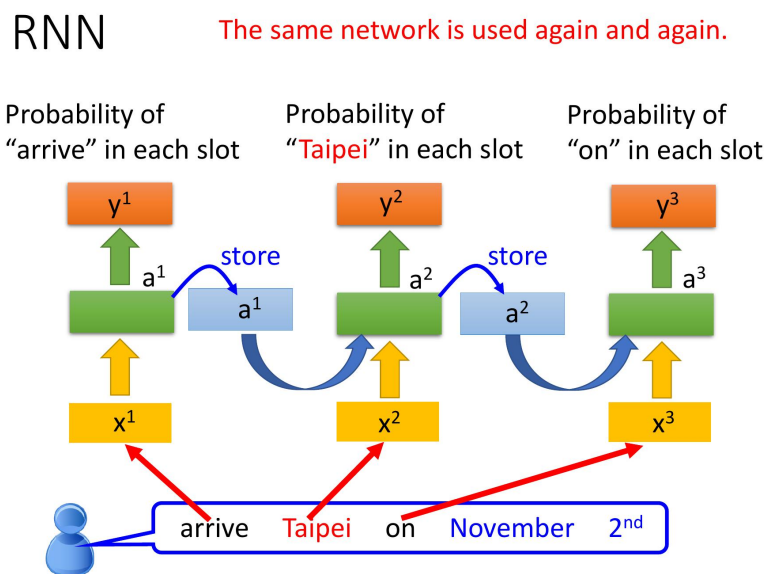 RNN
The same network is used again and again.
Probability of
“arrive” in each slot
Probability of
“Taipei” in each slot
Probability of
“on” in each slot
y¹
y²
y³
store
store
a¹
a²
a³
a¹
a²
x¹
x²
x³
arrive Taipei on November 2ⁿᵈ